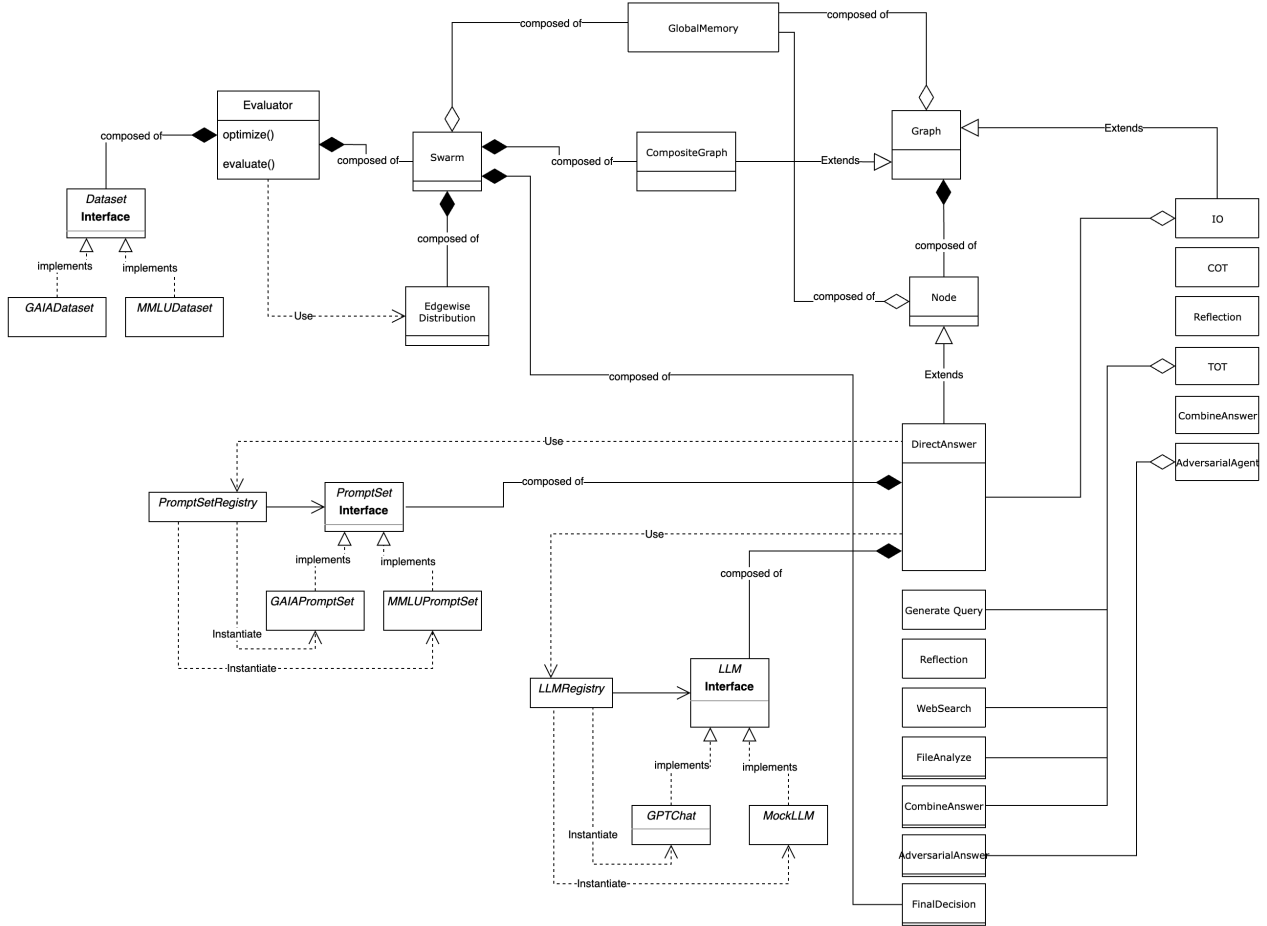 composed of
GlobalMemory
composed of
Evaluator
optimize()
evaluate()
composed of
composed of
Swarm
composed of
CompositeGraph
Extends
Graph
Extends
Dataset
Interface
implements
implements
GAIADataset
MMLUDataset
composed of
Edgewise
Distribution
Use
composed of
composed of
Node
Extends
IO
COT
Reflection
TOT
CombineAnswer
AdversarialAgent
composed of
DirectAnswer
Use
PromptSetRegistry
PromptSet
Interface
composed of
implements
implements
GAIAPromptSet
MMLUPromptSet
Instantiate
Instantiate
Use
composed of
LLMRegistry
LLM
Interface
implements
implements
GPTChat
MockLLM
Instantiate
Instantiate
Generate Query
Reflection
WebSearch
FileAnalyze
CombineAnswer
AdversarialAnswer
FinalDecision